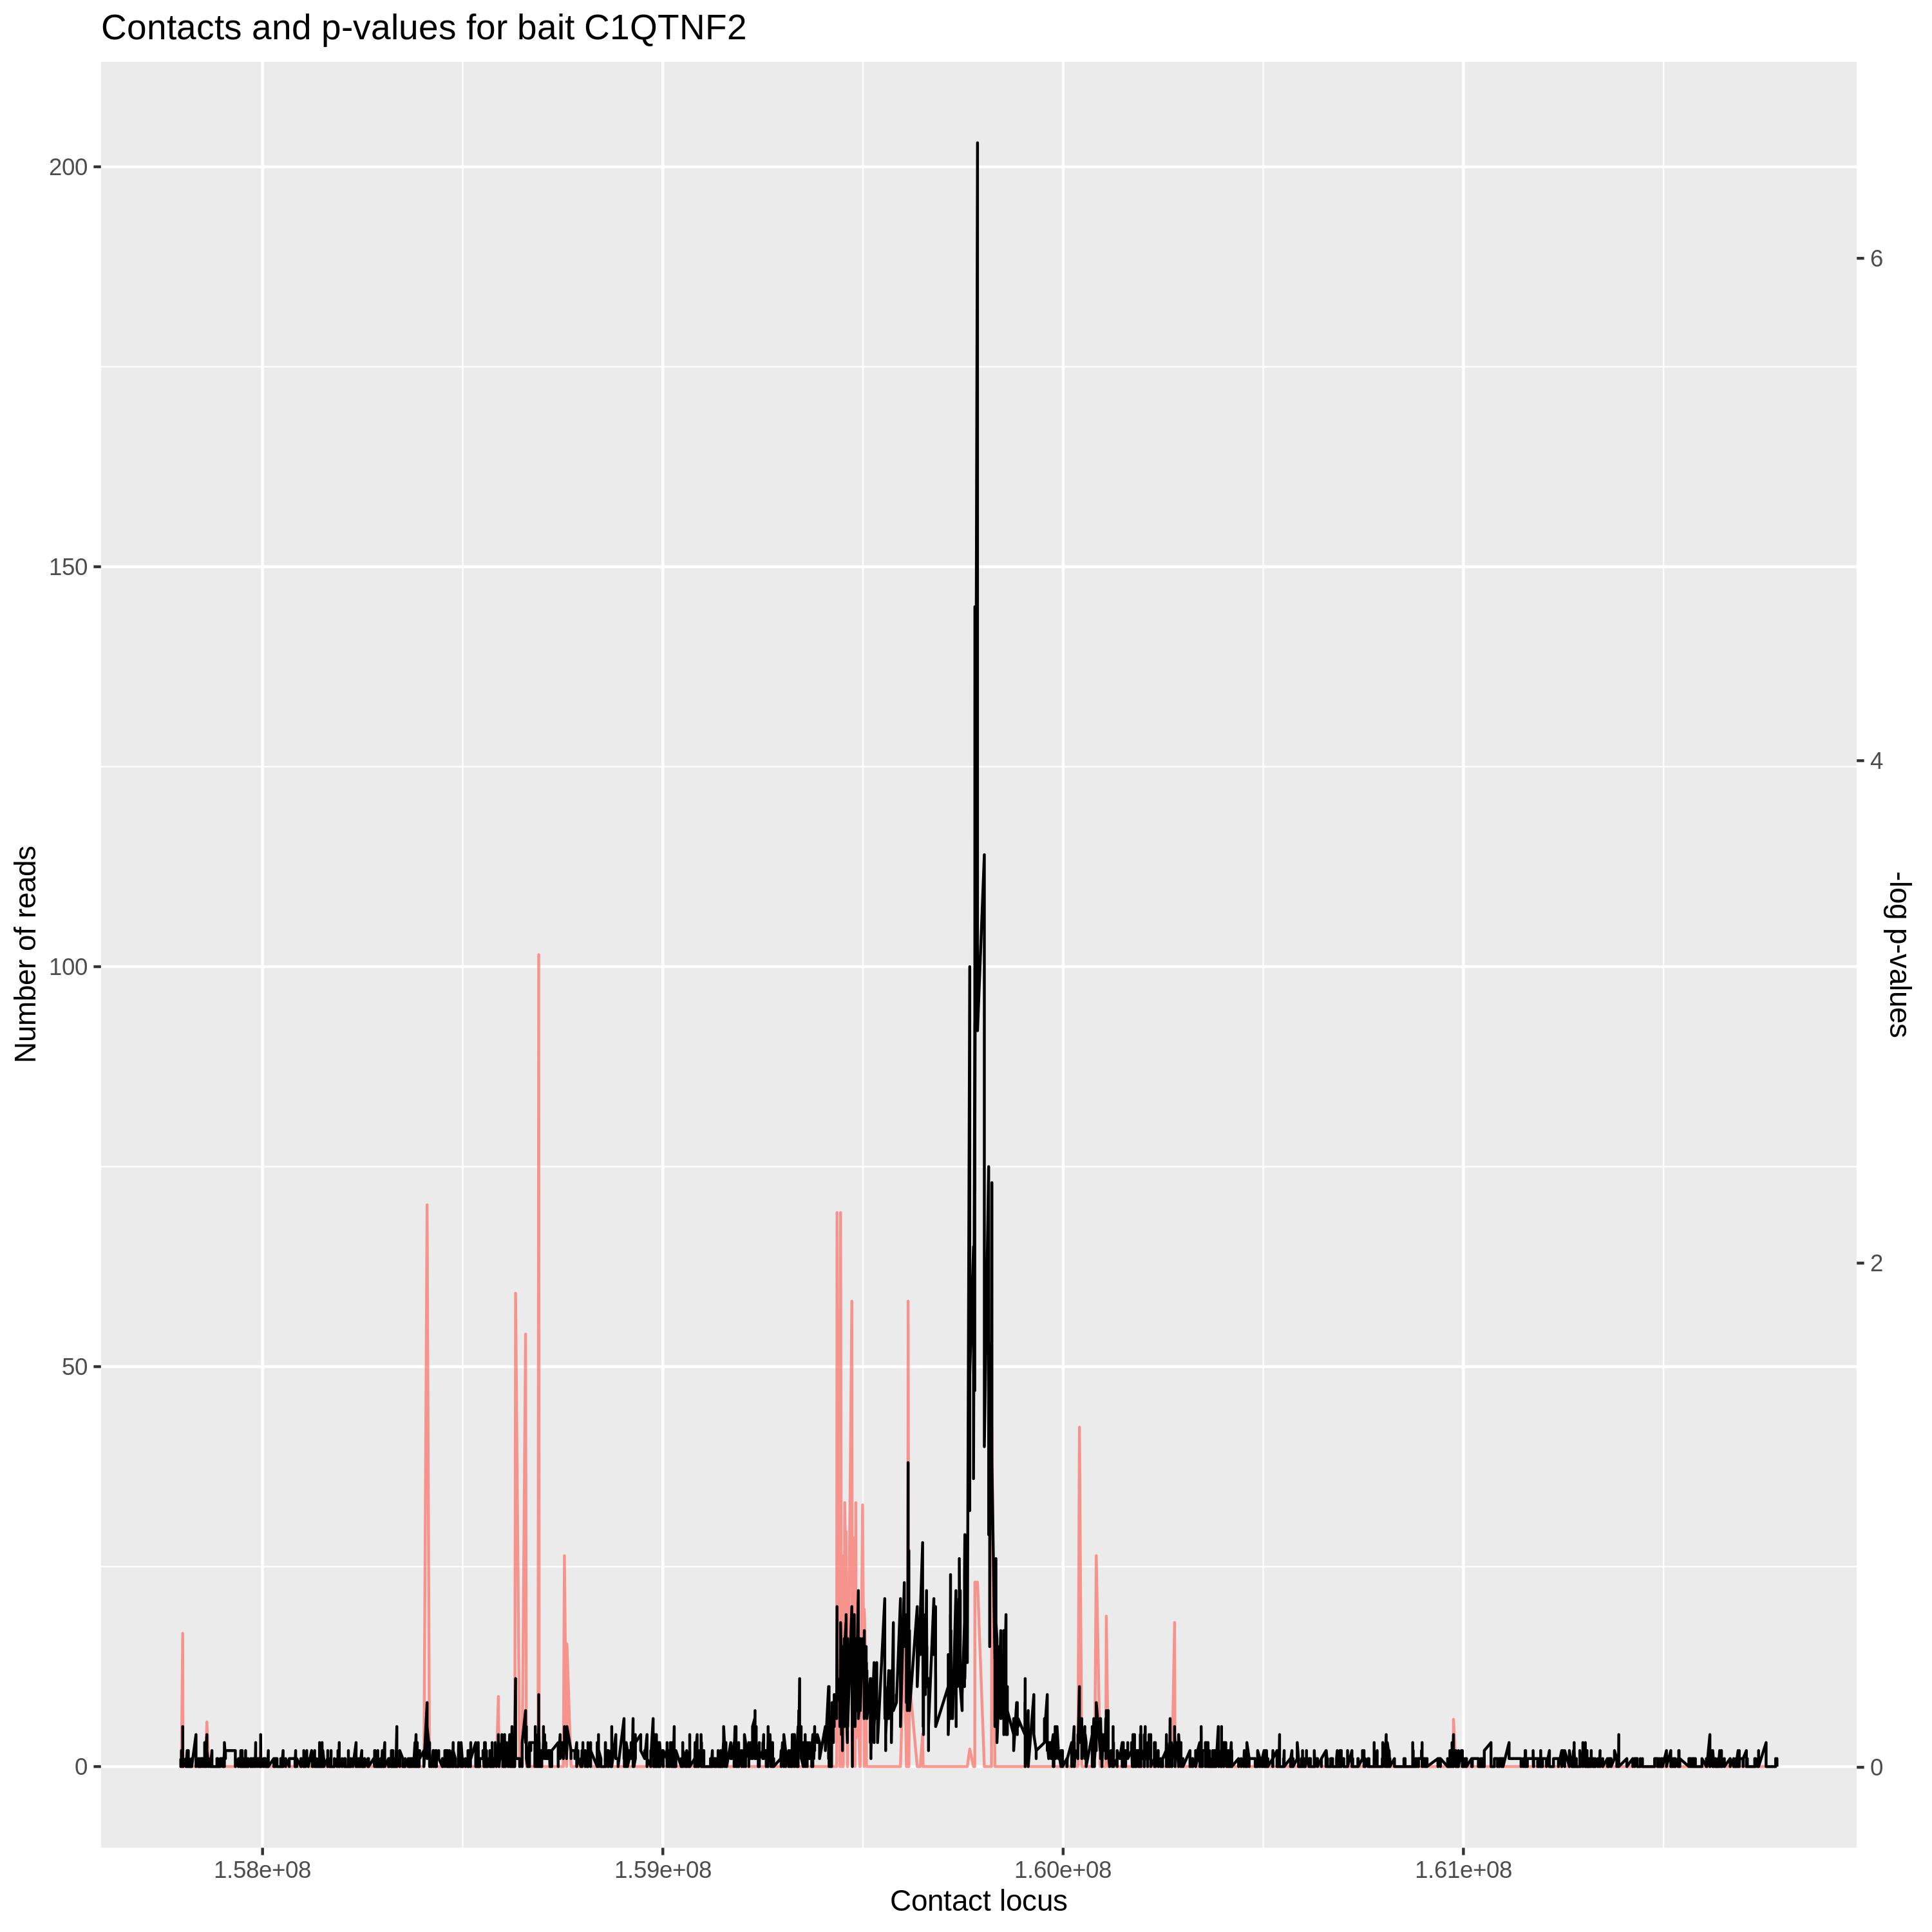 Contacts and p-values for bait C1QTNF2
Number of reads
200
150
100
50
0
6
4
2
0
-log p-values
1.58e+08
1.59e+08
1.60e+08
1.61e+08
Contact locus